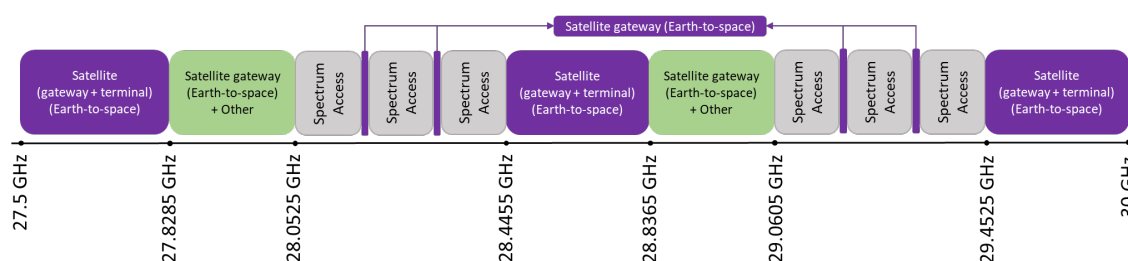 Satellite gateway (Earth-to-space)
Satellite
(gateway + terminal)
(Earth-to-space)
Satellite gateway
(Earth-to-space)
+ Other
Spectrum
Access
Spectrum
Access
Spectrum
Access
Satellite
(gateway + terminal)
(Earth-to-space)
Satellite gateway
(Earth-to-space)
+ Other
Spectrum
Access
Spectrum
Access
Spectrum
Access
Satellite
(gateway + terminal)
(Earth-to-space)
27.5 GHz
27.8285 GHz
28.0525 GHz
28.4455 GHz
28.8365 GHz
29.0605 GHz
29.4525 GHz